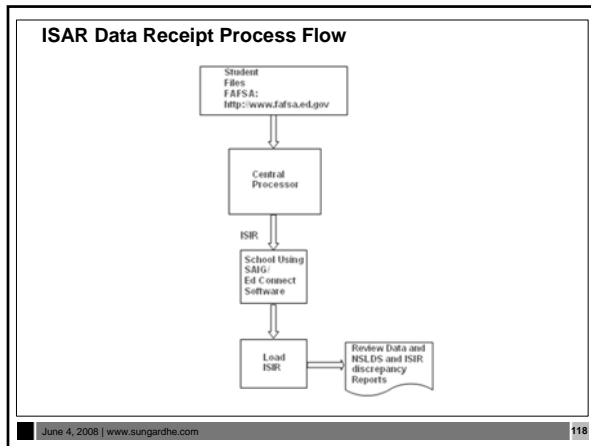 ISAR Data Receipt Process Flow
Student
Files
FAFSA:
http://www.fafsa.ed.gov
Central
Processor
ISIR
School Using
SAIG/
Ed Connect
Software
Load
ISIR
Review Data and
NSLDS and ISIR
discrepancy
Reports
June 4, 2008 | www.sungardhe.com
118